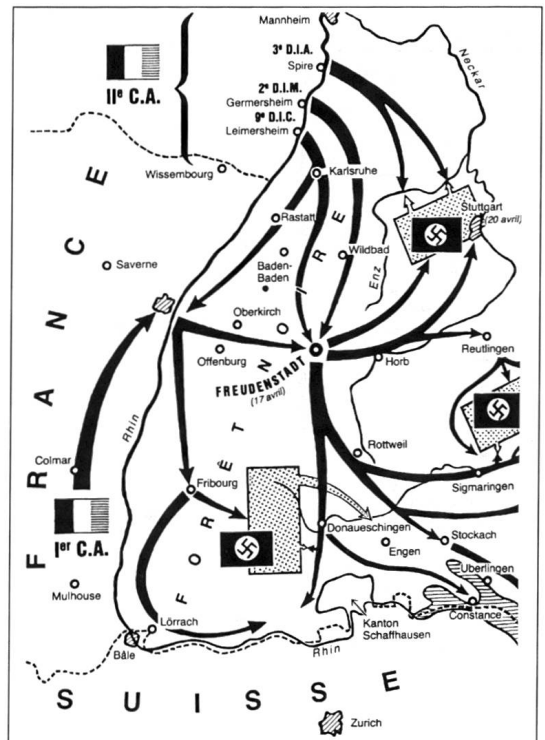 Mannheim
3e D.I.A.
Spire
Neckar
2e D.I.M.
Germersheim
9e D.I.C.
Leimersheim
IIe C.A.
Wissembourg
Karlsruhe
Stuttgart
(20 avril)
Rastatt
Wildbad
Enz
Saverne
Baden-
Baden
Oberkirch
Offenburg
FREUDENSTADT
(17 avril)
Horb
Reutlingen
Rhin
Rottweil
Colmar
Sigmaringen
Fribourg
Ier C.A.
Donaueschingen
Engen
Stockach
Uberlingen
Mulhouse
Constance
Lörrach
Kanton
Schaffhausen
Bâle
Rhin
FRANCE
FORET NOIRE
SUISSE
Zurich